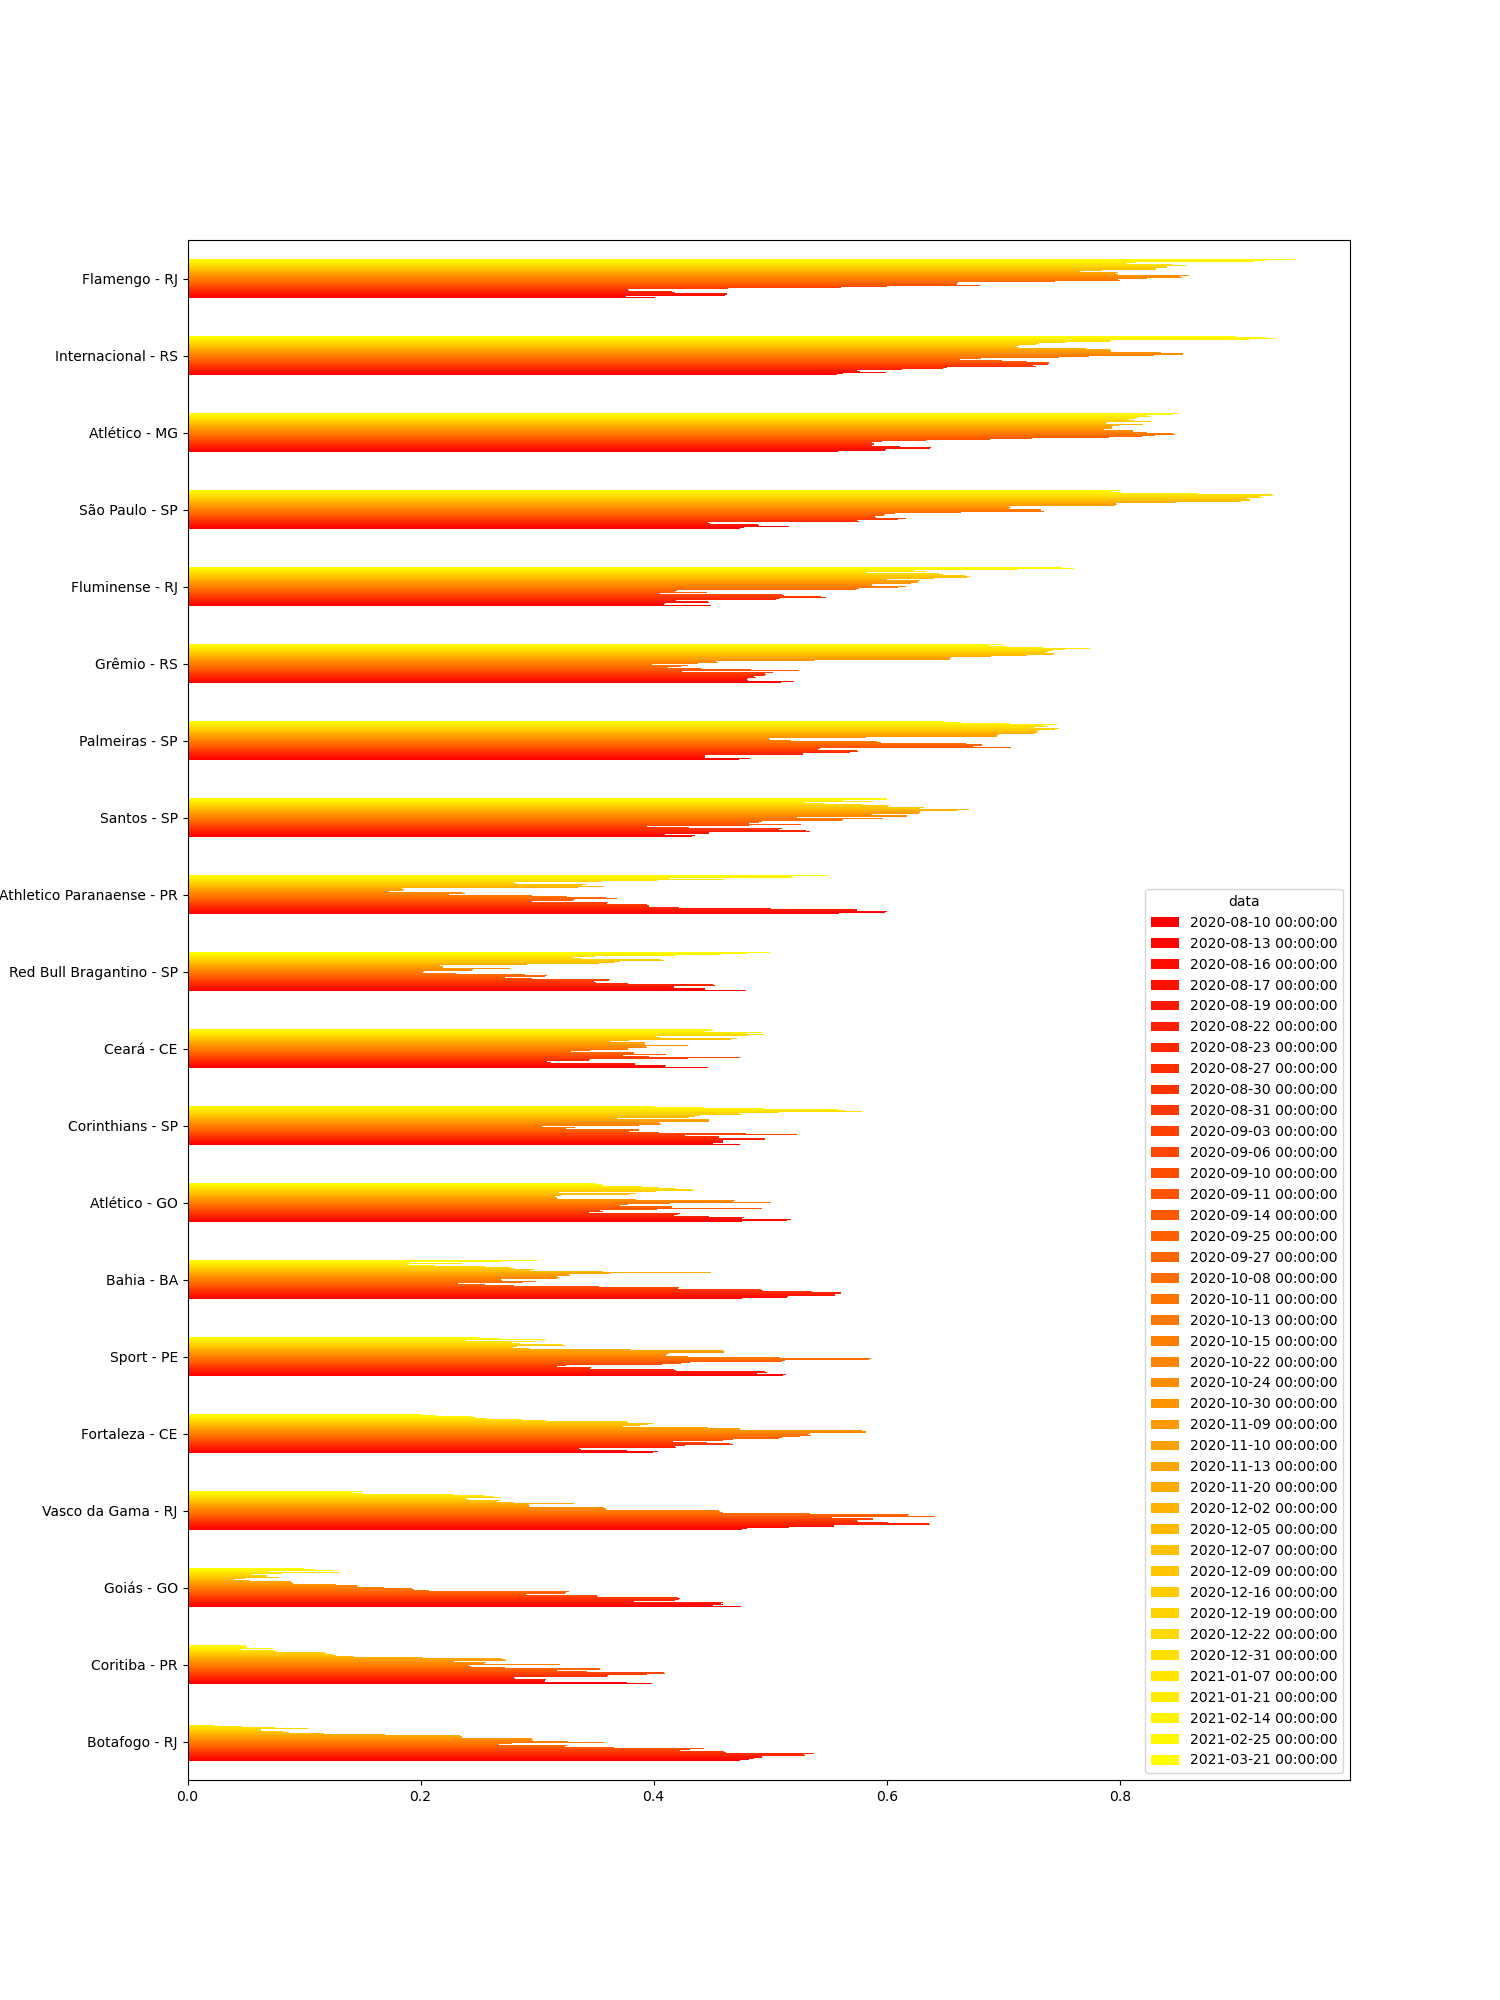 Flamengo - RJ
Internacional - RS
Atlético - MG
São Paulo - SP
Fluminense - RJ
Grêmio - RS
Palmeiras - SP
Santos - SP
Athletico Paranaense - PR
Red Bull Bragantino - SP
Ceará - CE
Corinthians - SP
Atlético - GO
Bahia - BA
Sport - PE
Fortaleza - CE
Vasco da Gama - RJ
Goiás - GO
Coritiba - PR
Botafogo - RJ
0.0 0.2 0.4 0.6 0.8
data
2020-08-10 00:00:00
2020-08-13 00:00:00
2020-08-16 00:00:00
2020-08-17 00:00:00
2020-08-19 00:00:00
2020-08-22 00:00:00
2020-08-23 00:00:00
2020-08-27 00:00:00
2020-08-30 00:00:00
2020-08-31 00:00:00
2020-09-03 00:00:00
2020-09-06 00:00:00
2020-09-10 00:00:00
2020-09-11 00:00:00
2020-09-14 00:00:00
2020-09-25 00:00:00
2020-09-27 00:00:00
2020-10-08 00:00:00
2020-10-11 00:00:00
2020-10-13 00:00:00
2020-10-15 00:00:00
2020-10-22 00:00:00
2020-10-24 00:00:00
2020-10-30 00:00:00
2020-11-09 00:00:00
2020-11-10 00:00:00
2020-11-13 00:00:00
2020-11-20 00:00:00
2020-12-02 00:00:00
2020-12-05 00:00:00
2020-12-07 00:00:00
2020-12-09 00:00:00
2020-12-16 00:00:00
2020-12-19 00:00:00
2020-12-22 00:00:00
2020-12-31 00:00:00
2021-01-07 00:00:00
2021-01-21 00:00:00
2021-02-14 00:00:00
2021-02-25 00:00:00
2021-03-21 00:00:00